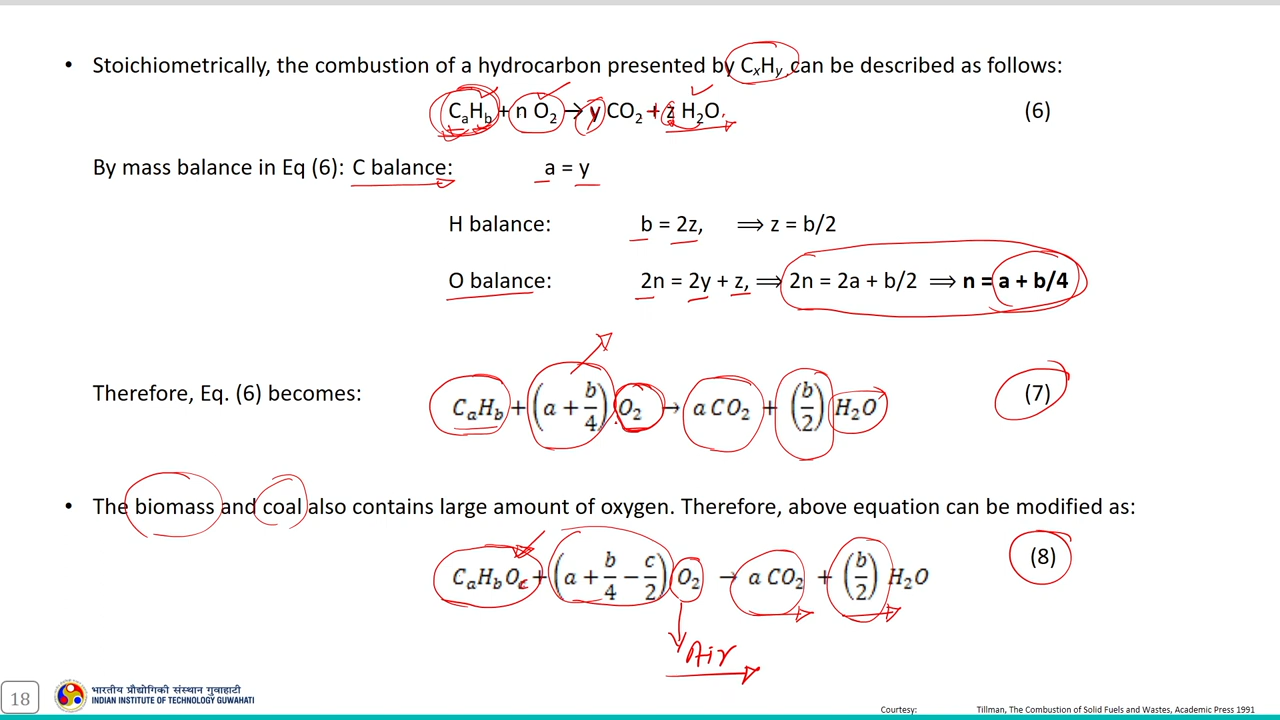 • Stoichiometrically, the combustion of a hydrocarbon presented by CₓHᵧ, can be described as follows:
CₐH_b + n O₂ → y CO₂ + z H₂O. (6)
By mass balance in Eq (6): C balance: a = y
H balance: b = 2z, ⟹ z = b/2
O balance: 2n = 2y + z, ⟹ 2n = 2a + b/2 ⟹ n = a + b/4
Therefore, Eq. (6) becomes: CₐH_b + (a + b/4) O₂ → a CO₂ + (b/2) H₂O (7)
• The biomass and coal also contains large amount of oxygen. Therefore, above equation can be modified as:
CₐH_bO_c + (a + b/4 − c/2) O₂ → a CO₂ + (b/2) H₂O (8)
Air
18
भारतीय प्रौद्योगिकी संस्थान गुवाहाटी
INDIAN INSTITUTE OF TECHNOLOGY GUWAHATI
Courtesy: Tillman, The Combustion of Solid Fuels and Wastes, Academic Press 1991